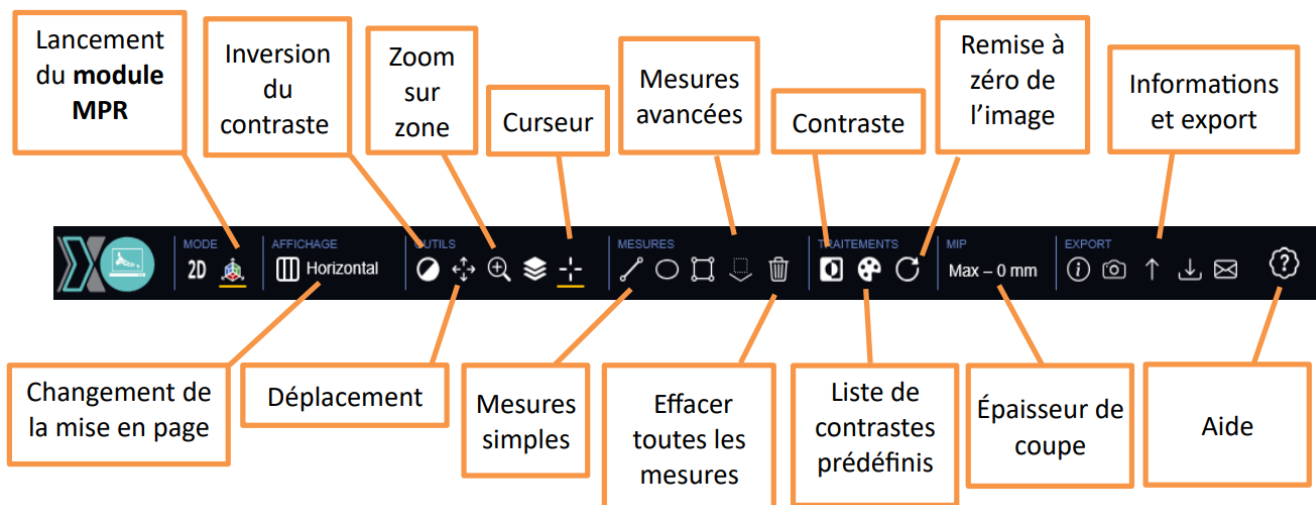 Lancement
du module
MPR
Inversion
du
contraste
Zoom
sur
zone
Curseur
Mesures
avancées
Contraste
Remise à
zéro de
l’image
Informations
et export
MODE
2D
AFFICHAGE
Horizontal
OUTILS
MESURES
TRAITEMENTS
MIP
Max – 0 mm
EXPORT
Changement de
la mise en page
Déplacement
Mesures
simples
Effacer
toutes les
mesures
Liste de
contrastes
prédéfinis
Épaisseur de
coupe
Aide